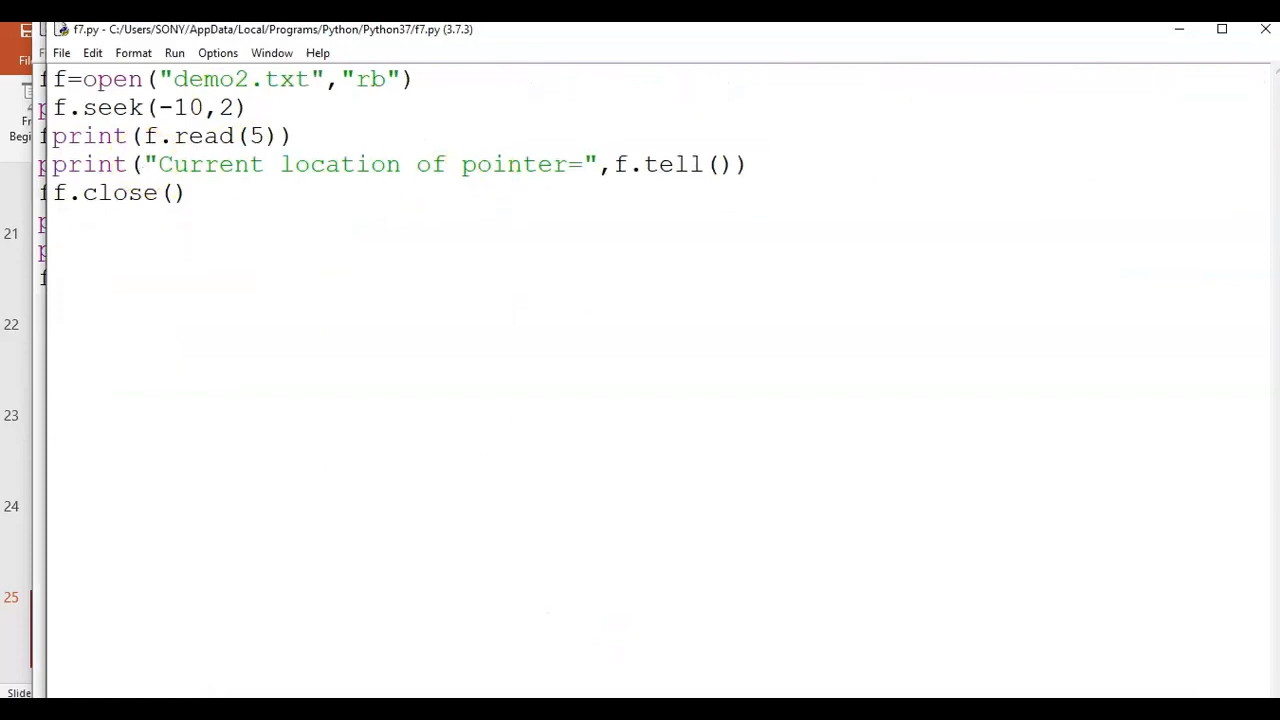 f7.py - C:/Users/SONY/AppData/Local/Programs/Python/Python37/f7.py (3.7.3)
File Edit Format Run Options Window Help
f=open("demo2.txt","rb")
f.seek(-10,2)
print(f.read(5))
print("Current location of pointer=",f.tell())
f.close()
21
22
23
24
25
Slide